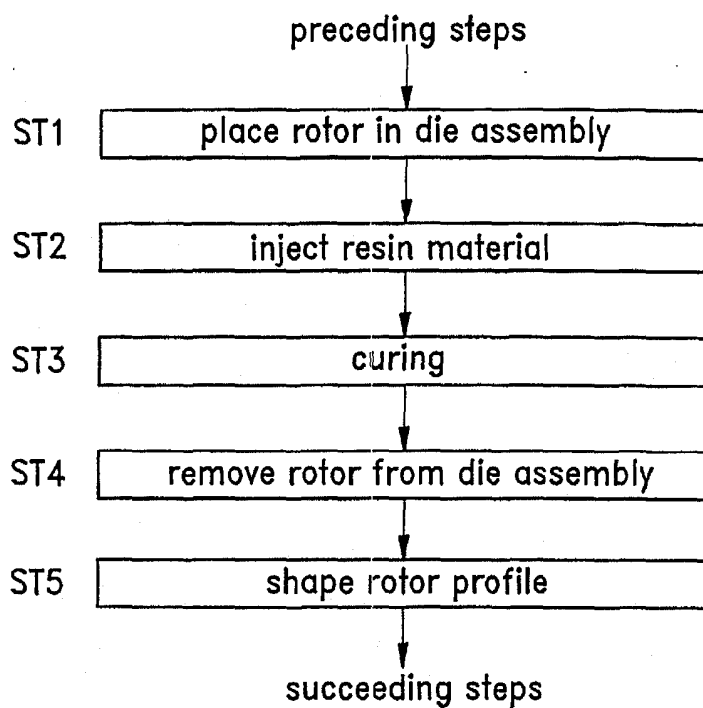 preceding steps
ST1 place rotor in die assembly
ST2 inject resin material
ST3 curing
ST4 remove rotor from die assembly
ST5 shape rotor profile
succeeding steps